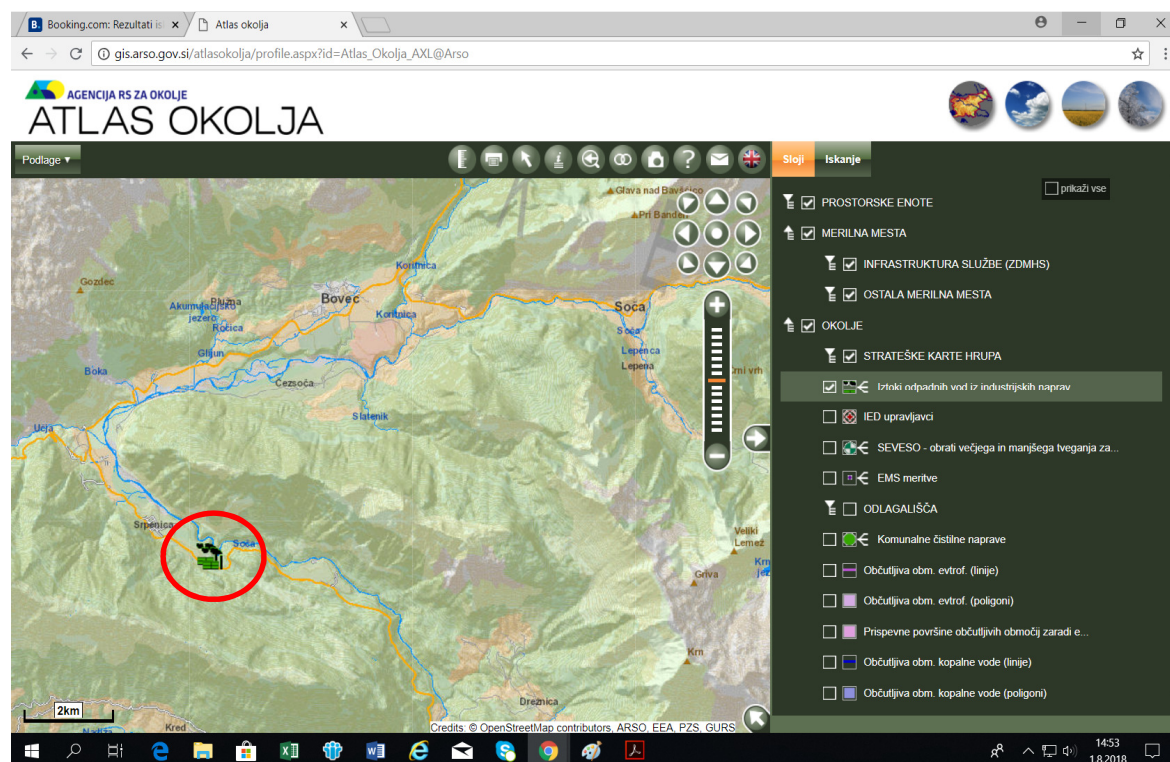 Booking.com: Rezultati is
Atlas okolja
gis.arso.gov.si/atlasokolja/profile.aspx?id=Atlas_Okolja_AXL@Arso
AGENCIJA RS ZA OKOLJE
ATLAS OKOLJA
Podlage
Sloji
Iskanje
prikaži vse
PROSTORSKE ENOTE
MERILNA MESTA
INFRASTRUKTURA SLUŽBE (ZDMHS)
OSTALA MERILNA MESTA
OKOLJE
STRATEŠKE KARTE HRUPA
Iztoki odpadnih vod iz industrijskih naprav
IED upravljavci
SEVESO - obrati večjega in manjšega tveganja za...
EMS meritve
ODLAGALIŠČA
Komunalne čistilne naprave
Občutljiva obm. evtrof. (linije)
Občutljiva obm. evtrof. (poligoni)
Prispevne površine občutljivih območij zaradi e...
Občutljiva obm. kopalne vode (linije)
Občutljiva obm. kopalne vode (poligoni)
Glava nad Bavšico
Pri Banderi
Koritnica
Gozdec
Plužna
Akumulacijsko
jezero
Ročica
Bovec
Koritnica
Soča
Soča
Glijun
Lepenca
Lepena
Boka
Čezsoča
Črni vrh
Slatenik
Učja
Srpenica
Soča
Veliki
Lemež
Griva
Krn
Drežnica
Kred
2km
Credits: © OpenStreetMap contributors, ARSO, EEA, PZS, GURS
14:53
1.8.2018